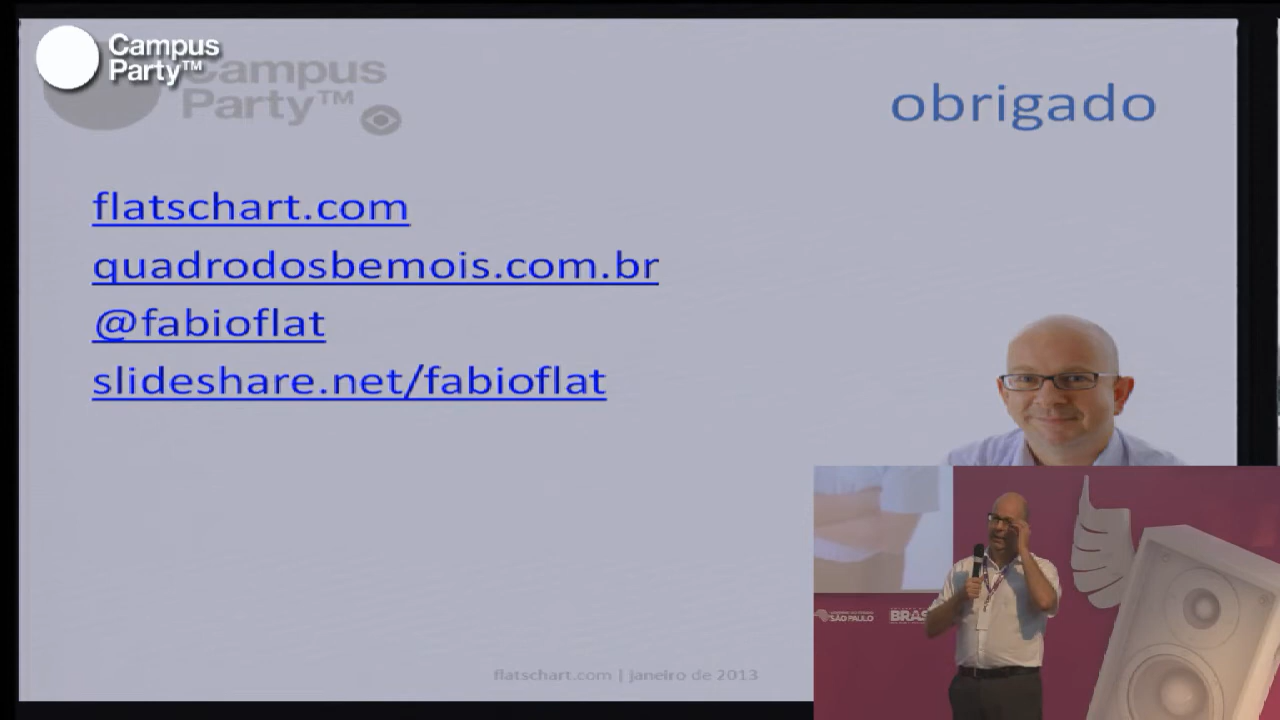 Campus
Party™
Campus
Party™
obrigado
flatschart.com
quadrodosbemois.com.br
@fabioflat
slideshare.net/fabioflat
SÃO PAULO
BRAS
flatschart.com | janeiro de 2013